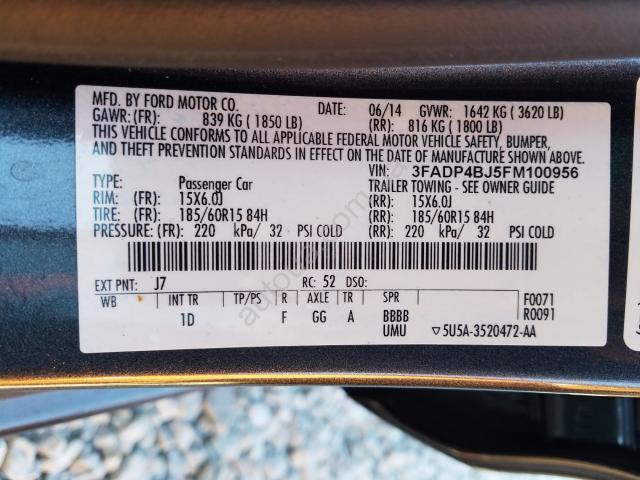 MFD. BY FORD MOTOR CO. DATE: 06/14 GVWR: 1642 KG ( 3620 LB)
GAWR: (FR): 839 KG ( 1850 LB) (RR): 816 KG ( 1800 LB)
THIS VEHICLE CONFORMS TO ALL APPLICABLE FEDERAL MOTOR VEHICLE SAFETY, BUMPER,
AND THEFT PREVENTION STANDARDS IN EFFECT ON THE DATE OF MANUFACTURE SHOWN ABOVE.
VIN: 3FADP4BJ5FM100956
TYPE: Passenger Car TRAILER TOWING - SEE OWNER GUIDE
RIM: (FR): 15X6.0J (RR): 15X6.0J
TIRE: (FR): 185/60R15 84H (RR): 185/60R15 84H
PRESSURE: (FR): 220 kPa/ 32 PSI COLD (RR): 220 kPa/ 32 PSI COLD
EXT PNT: J7 RC: 52 DSO:
WB INT TR TP/PS R AXLE TR SPR F0071
1D F GG A BBBB R0091
UMU ▽5U5A-3520472-AA